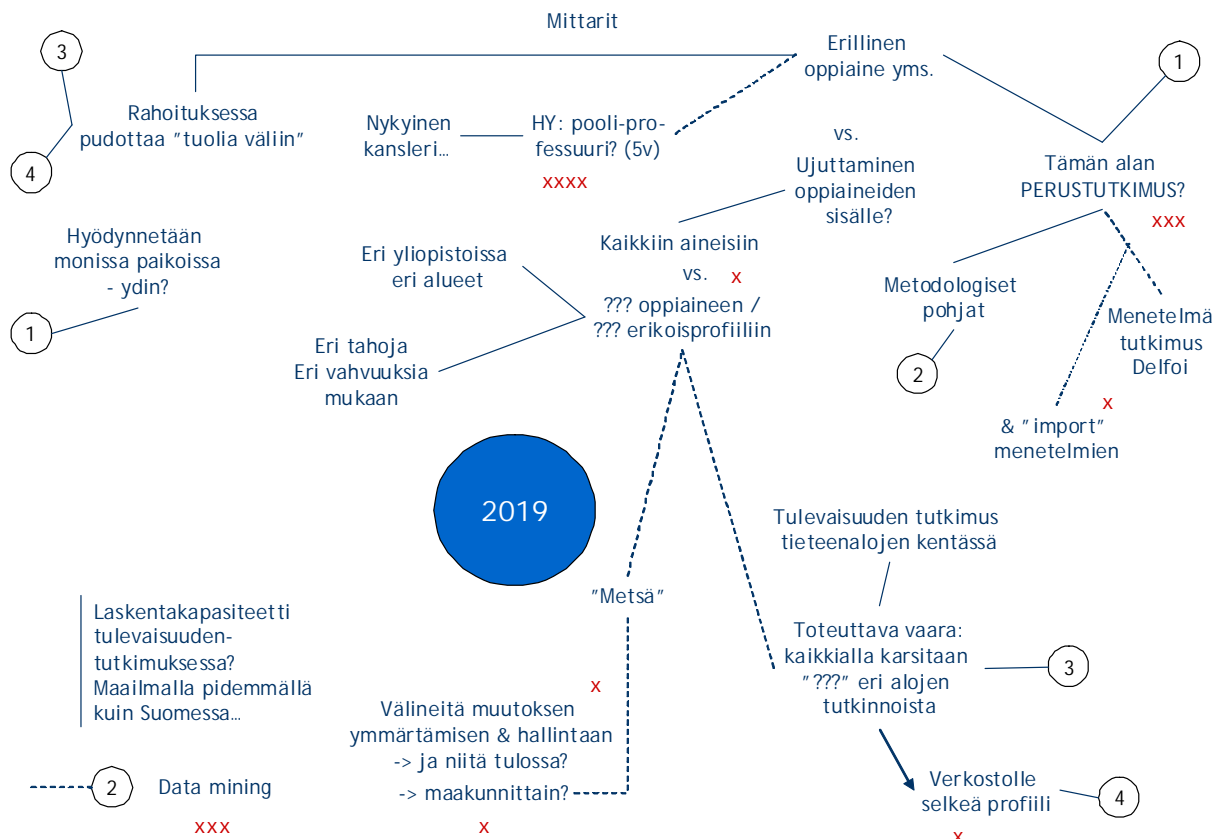 Mittarit
3
Erillinen
oppiaine yms.
1
Rahoituksessa
pudottaa "tuolia väliin"
4
Nykyinen
kansleri…
HY: pooli-pro-
fessuuri? (5v)
xxxx
vs.
Ujuttaminen
oppiaineiden
sisälle?
Tämän alan
PERUSTUTKIMUS?
xxx
Hyödynnetään
monissa paikoissa
- ydin?
1
Eri yliopistoissa
eri alueet
Kaikkiin aineisiin
vs. x
??? oppiaineen /
??? erikoisprofiiliin
Metodologiset
pohjat
2
Menetelmä
tutkimus
Delfoi
Eri tahoja
Eri vahvuuksia
mukaan
x
& "import"
menetelmien
2019
Tulevaisuuden tutkimus
tieteenalojen kentässä
"Metsä"
Laskentakapasiteetti
tulevaisuuden-
tutkimuksessa?
Maailmalla pidemmällä
kuin Suomessa…
Toteuttava vaara:
kaikkialla karsitaan
"???" eri alojen
tutkinnoista
3
x
Välineitä muutoksen
ymmärtämisen & hallintaan
-> ja niitä tulossa?
-> maakunnittain?
x
2
Data mining
xxx
Verkostolle
selkeä profiili
4
x